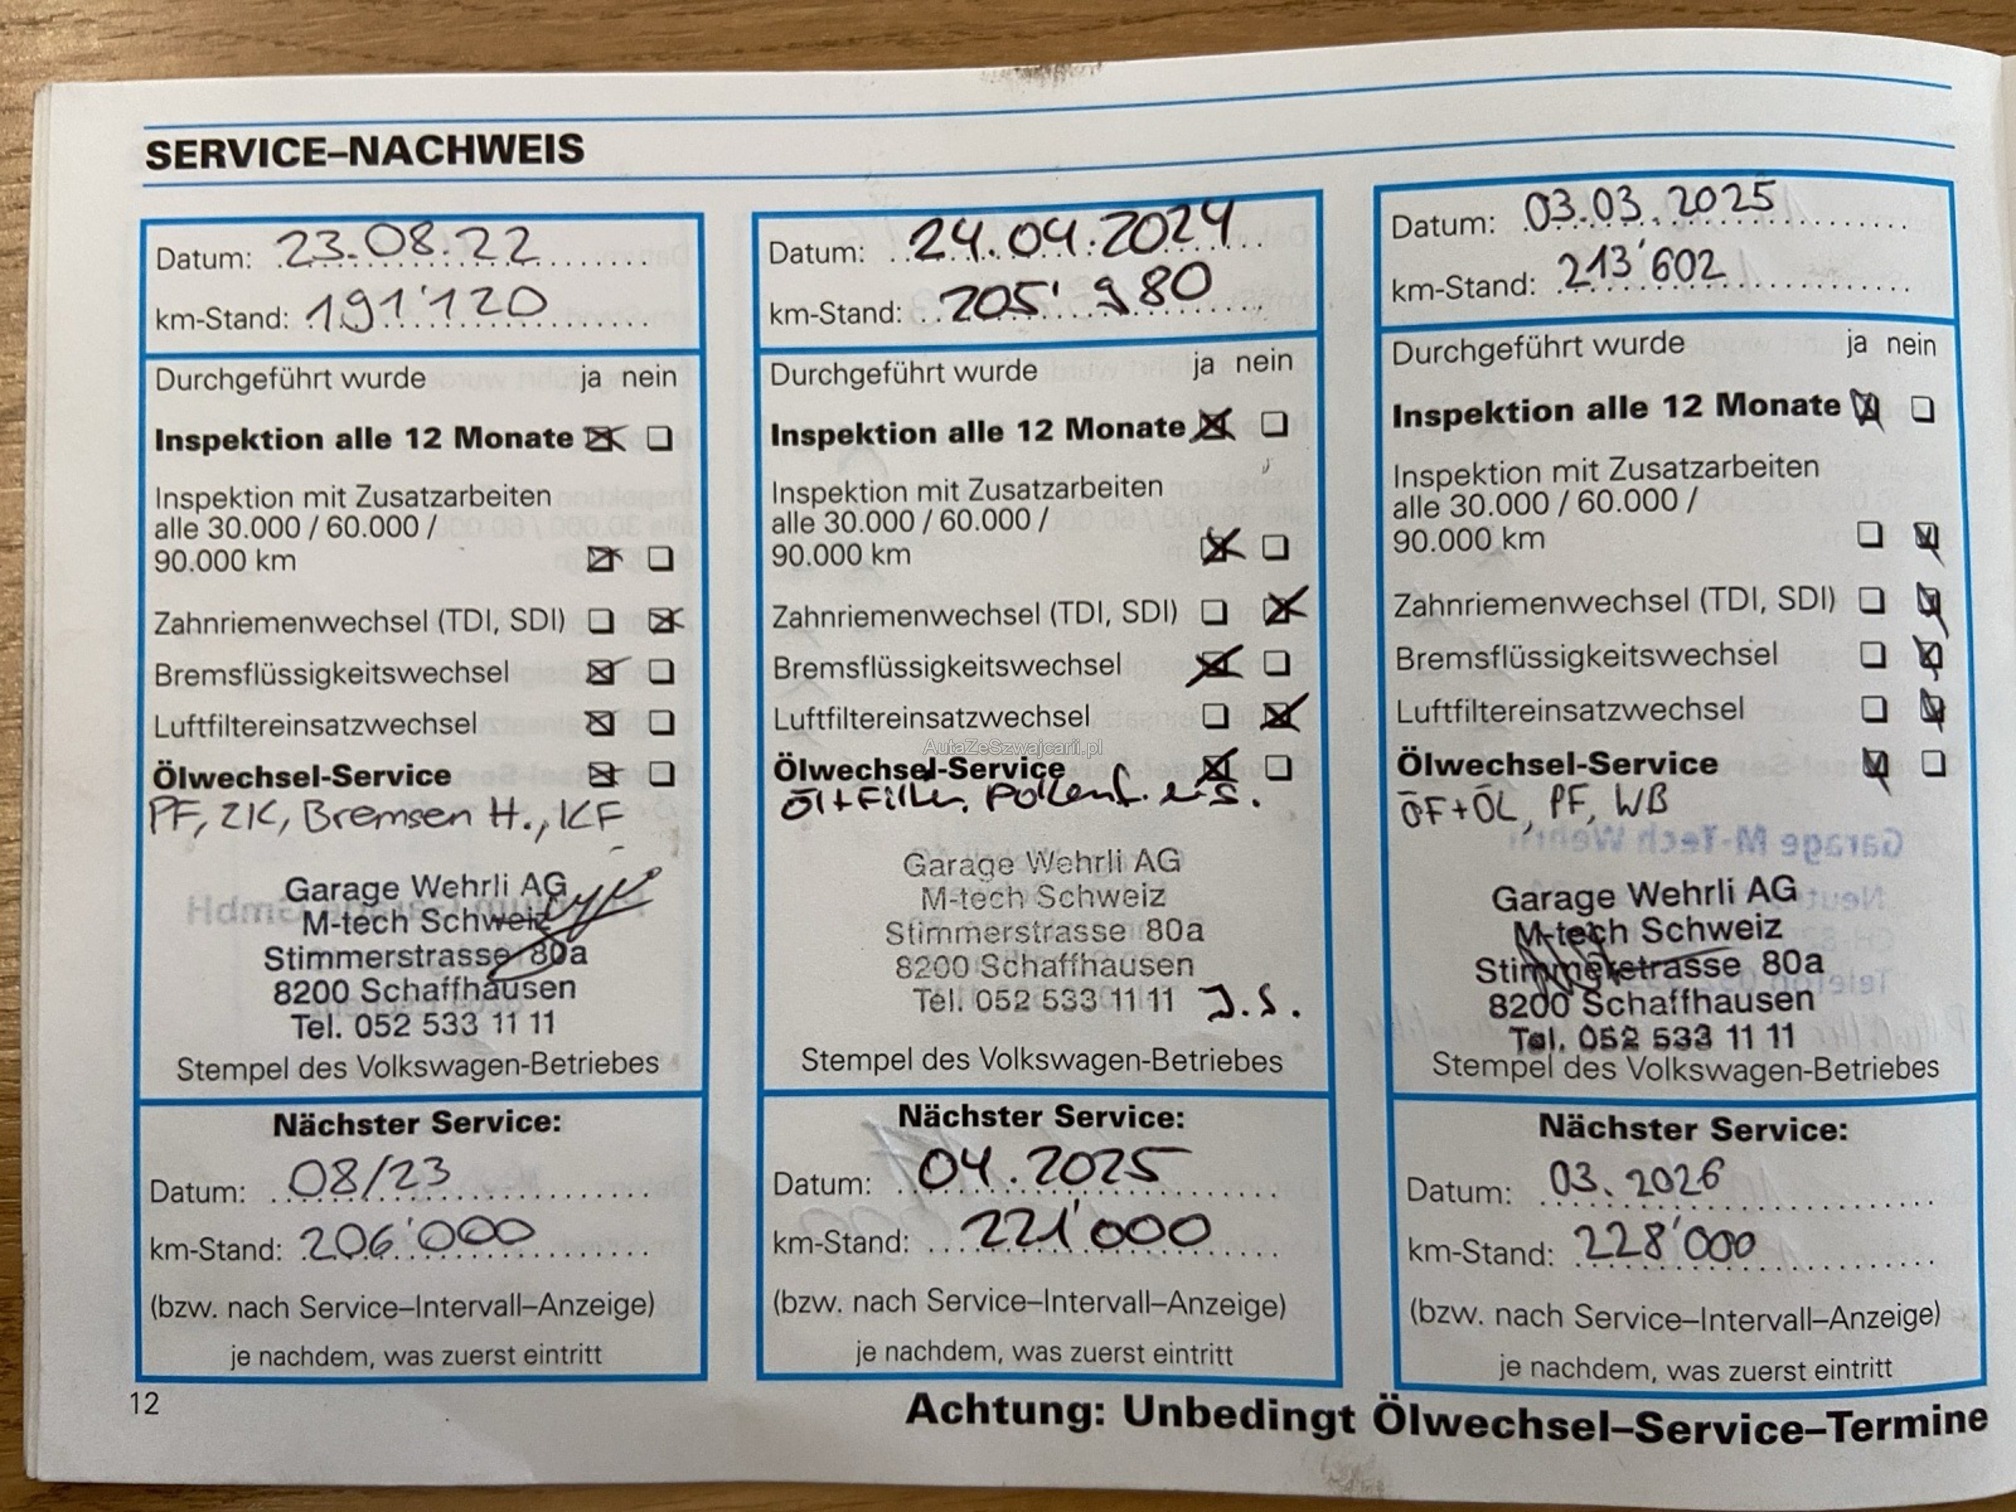 SERVICE–NACHWEIS
Datum: 23.08.22
km-Stand: 191'120
Durchgeführt wurde ja nein
Inspektion alle 12 Monate
Inspektion mit Zusatzarbeiten
alle 30.000 / 60.000 /
90.000 km
Zahnriemenwechsel (TDI, SDI)
Bremsflüssigkeitswechsel
Luftfiltereinsatzwechsel
Ölwechsel-Service
PF, ZK, Bremsen H., KF
Garage Wehrli AG
M-tech Schweiz
Stimmerstrasse 80a
8200 Schaffhausen
Tel. 052 533 11 11
Stempel des Volkswagen-Betriebes
Nächster Service:
Datum: 08/23
km-Stand: 206'000
(bzw. nach Service–Intervall–Anzeige)
je nachdem, was zuerst eintritt
12
Datum: 24.04.2024
km-Stand: 205'980
Durchgeführt wurde ja nein
Inspektion alle 12 Monate
Inspektion mit Zusatzarbeiten
alle 30.000 / 60.000 /
90.000 km
Zahnriemenwechsel (TDI, SDI)
Bremsflüssigkeitswechsel
Luftfiltereinsatzwechsel
AutaZeSzwajcarii.pl
Ölwechsel-Service
Öl+Filter, Pollenf.
Garage Wehrli AG
M-tech Schweiz
Stimmerstrasse 80a
8200 Schaffhausen
Tel. 052 533 11 11 J.S.
Stempel des Volkswagen-Betriebes
Nächster Service:
Datum: 04.2025
km-Stand: 221'000
(bzw. nach Service–Intervall–Anzeige)
je nachdem, was zuerst eintritt
Datum: 03.03.2025
km-Stand: 213'602
Durchgeführt wurde ja nein
Inspektion alle 12 Monate
Inspektion mit Zusatzarbeiten
alle 30.000 / 60.000 /
90.000 km
Zahnriemenwechsel (TDI, SDI)
Bremsflüssigkeitswechsel
Luftfiltereinsatzwechsel
Ölwechsel-Service
ÖF+ÖL, PF, WB
Garage Wehrli AG
M-tech Schweiz
Stimmerstrasse 80a
8200 Schaffhausen
Tel. 052 533 11 11
Stempel des Volkswagen-Betriebes
Nächster Service:
Datum: 03.2026
km-Stand: 228'000
(bzw. nach Service–Intervall–Anzeige)
je nachdem, was zuerst eintritt
Achtung: Unbedingt Ölwechsel–Service–Termine